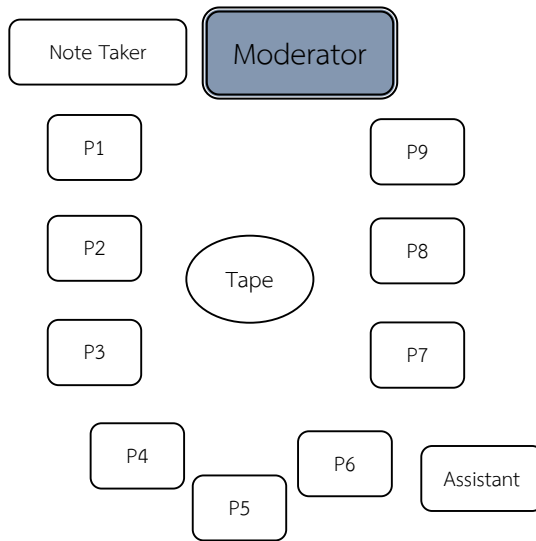 Note Taker
Moderator
P1
P9
P2
P8
Tape
P3
P7
P4
P6
P5
Assistant